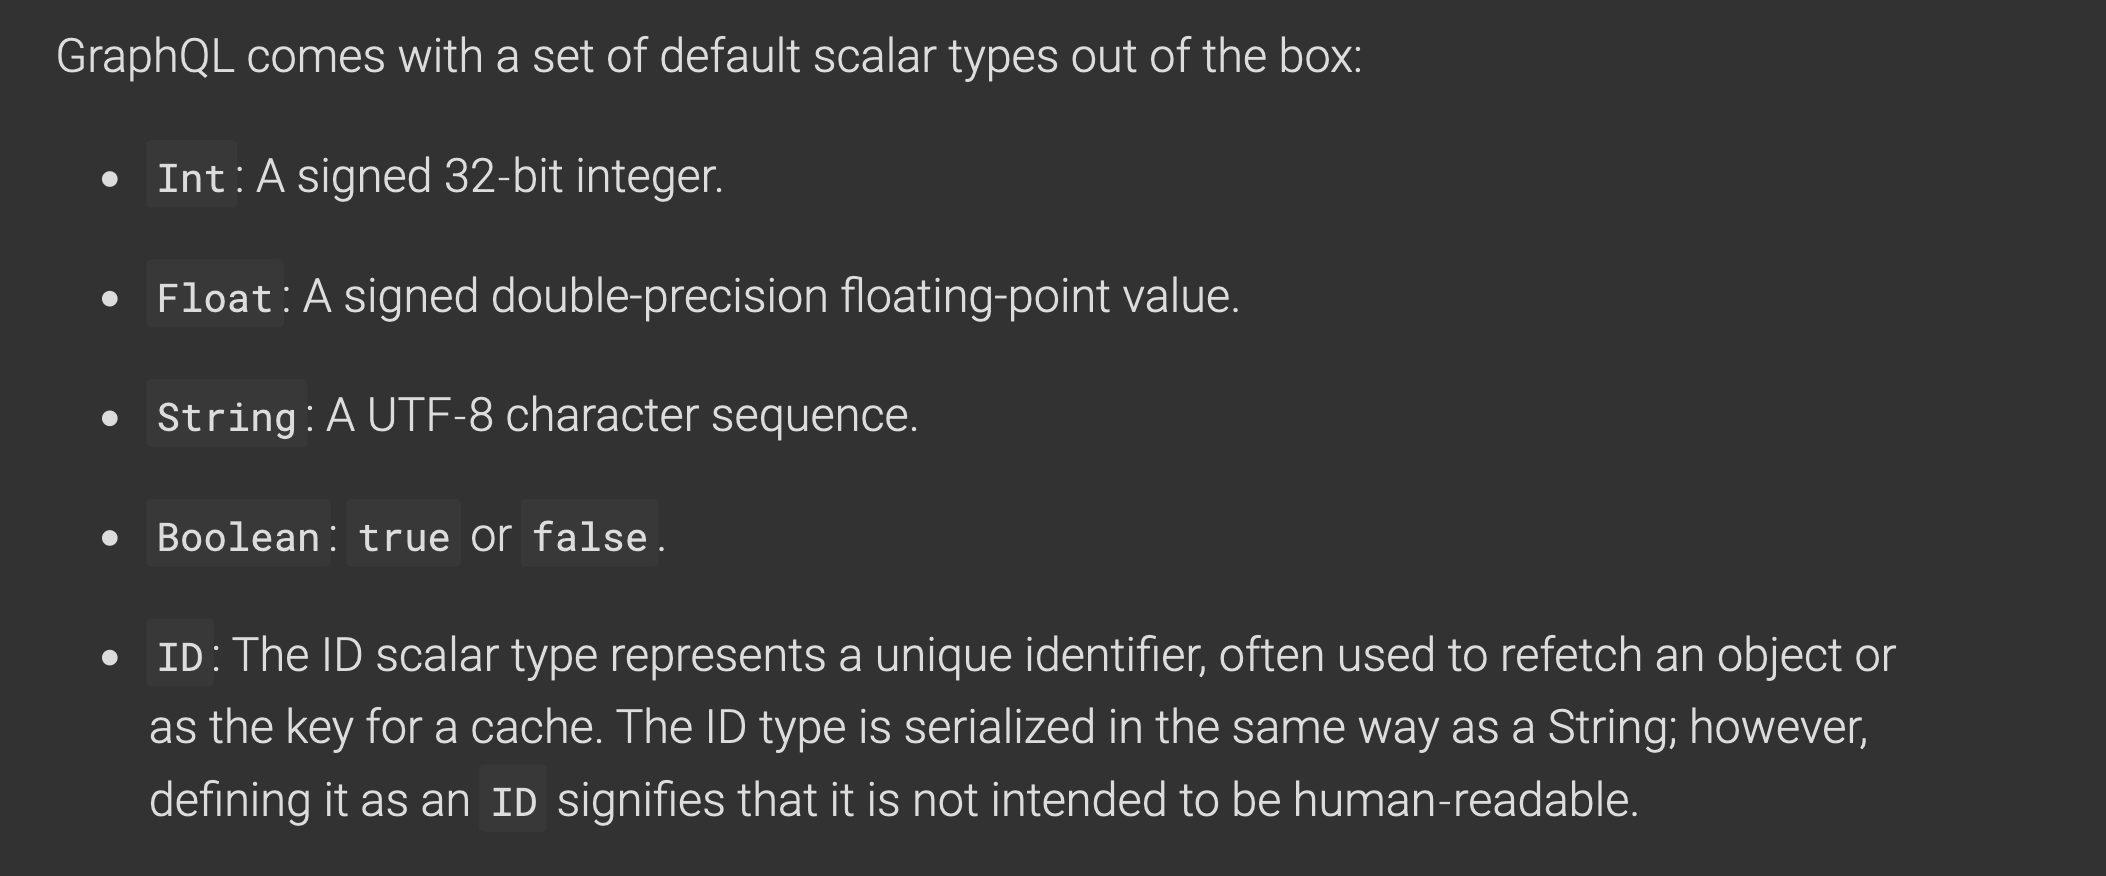 GraphQL comes with a set of default scalar types out of the box:
• Int: A signed 32-bit integer.
• Float: A signed double-precision floating-point value.
• String: A UTF-8 character sequence.
• Boolean: true or false.
• ID: The ID scalar type represents a unique identifier, often used to refetch an object or
as the key for a cache. The ID type is serialized in the same way as a String; however,
defining it as an ID signifies that it is not intended to be human-readable.